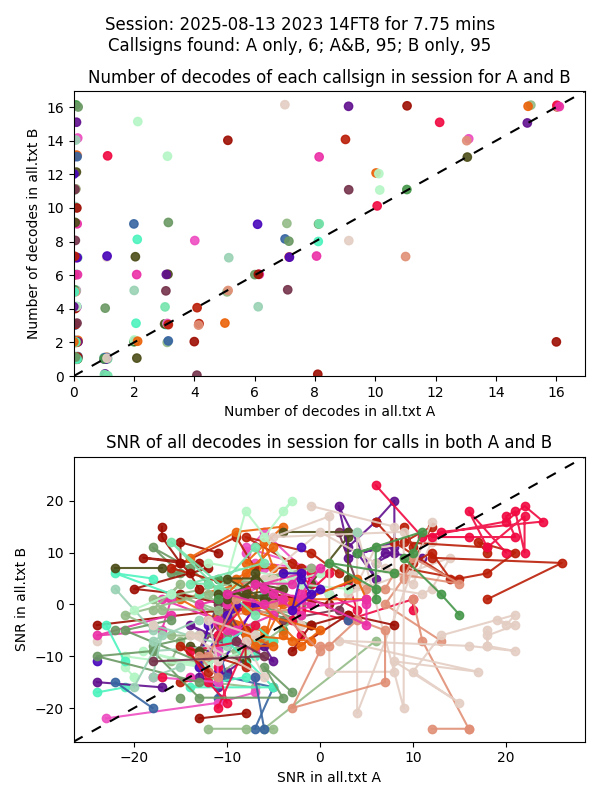 Session: 2025-08-13 2023 14FT8 for 7.75 mins
Callsigns found: A only, 6; A&B, 95; B only, 95
Number of decodes of each callsign in session for A and B
Number of decodes in all.txt B
16
14
12
10
8
6
4
2
0
0 2 4 6 8 10 12 14 16
Number of decodes in all.txt A
SNR of all decodes in session for calls in both A and B
SNR in all.txt B
20
10
0
−10
−20
−20 −10 0 10 20
SNR in all.txt A